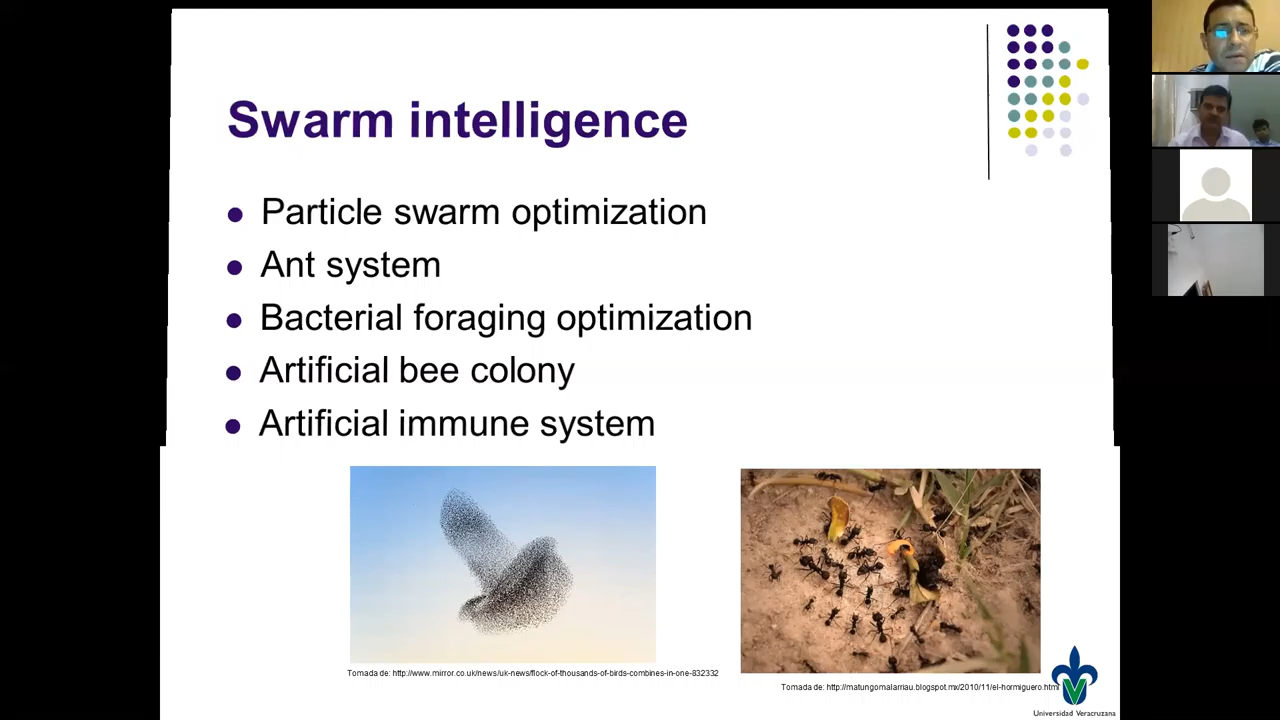 Swarm intelligence
Particle swarm optimization
Ant system
Bacterial foraging optimization
Artificial bee colony
Artificial immune system
Tomada de: http://www.mirror.co.uk/news/uk-news/flock-of-thousands-of-birds-combines-in-one-832332
Tomada de: http://matungomalarriau.blogspot.mx/2010/11/el-hormiguero.html
Universidad Veracruzana